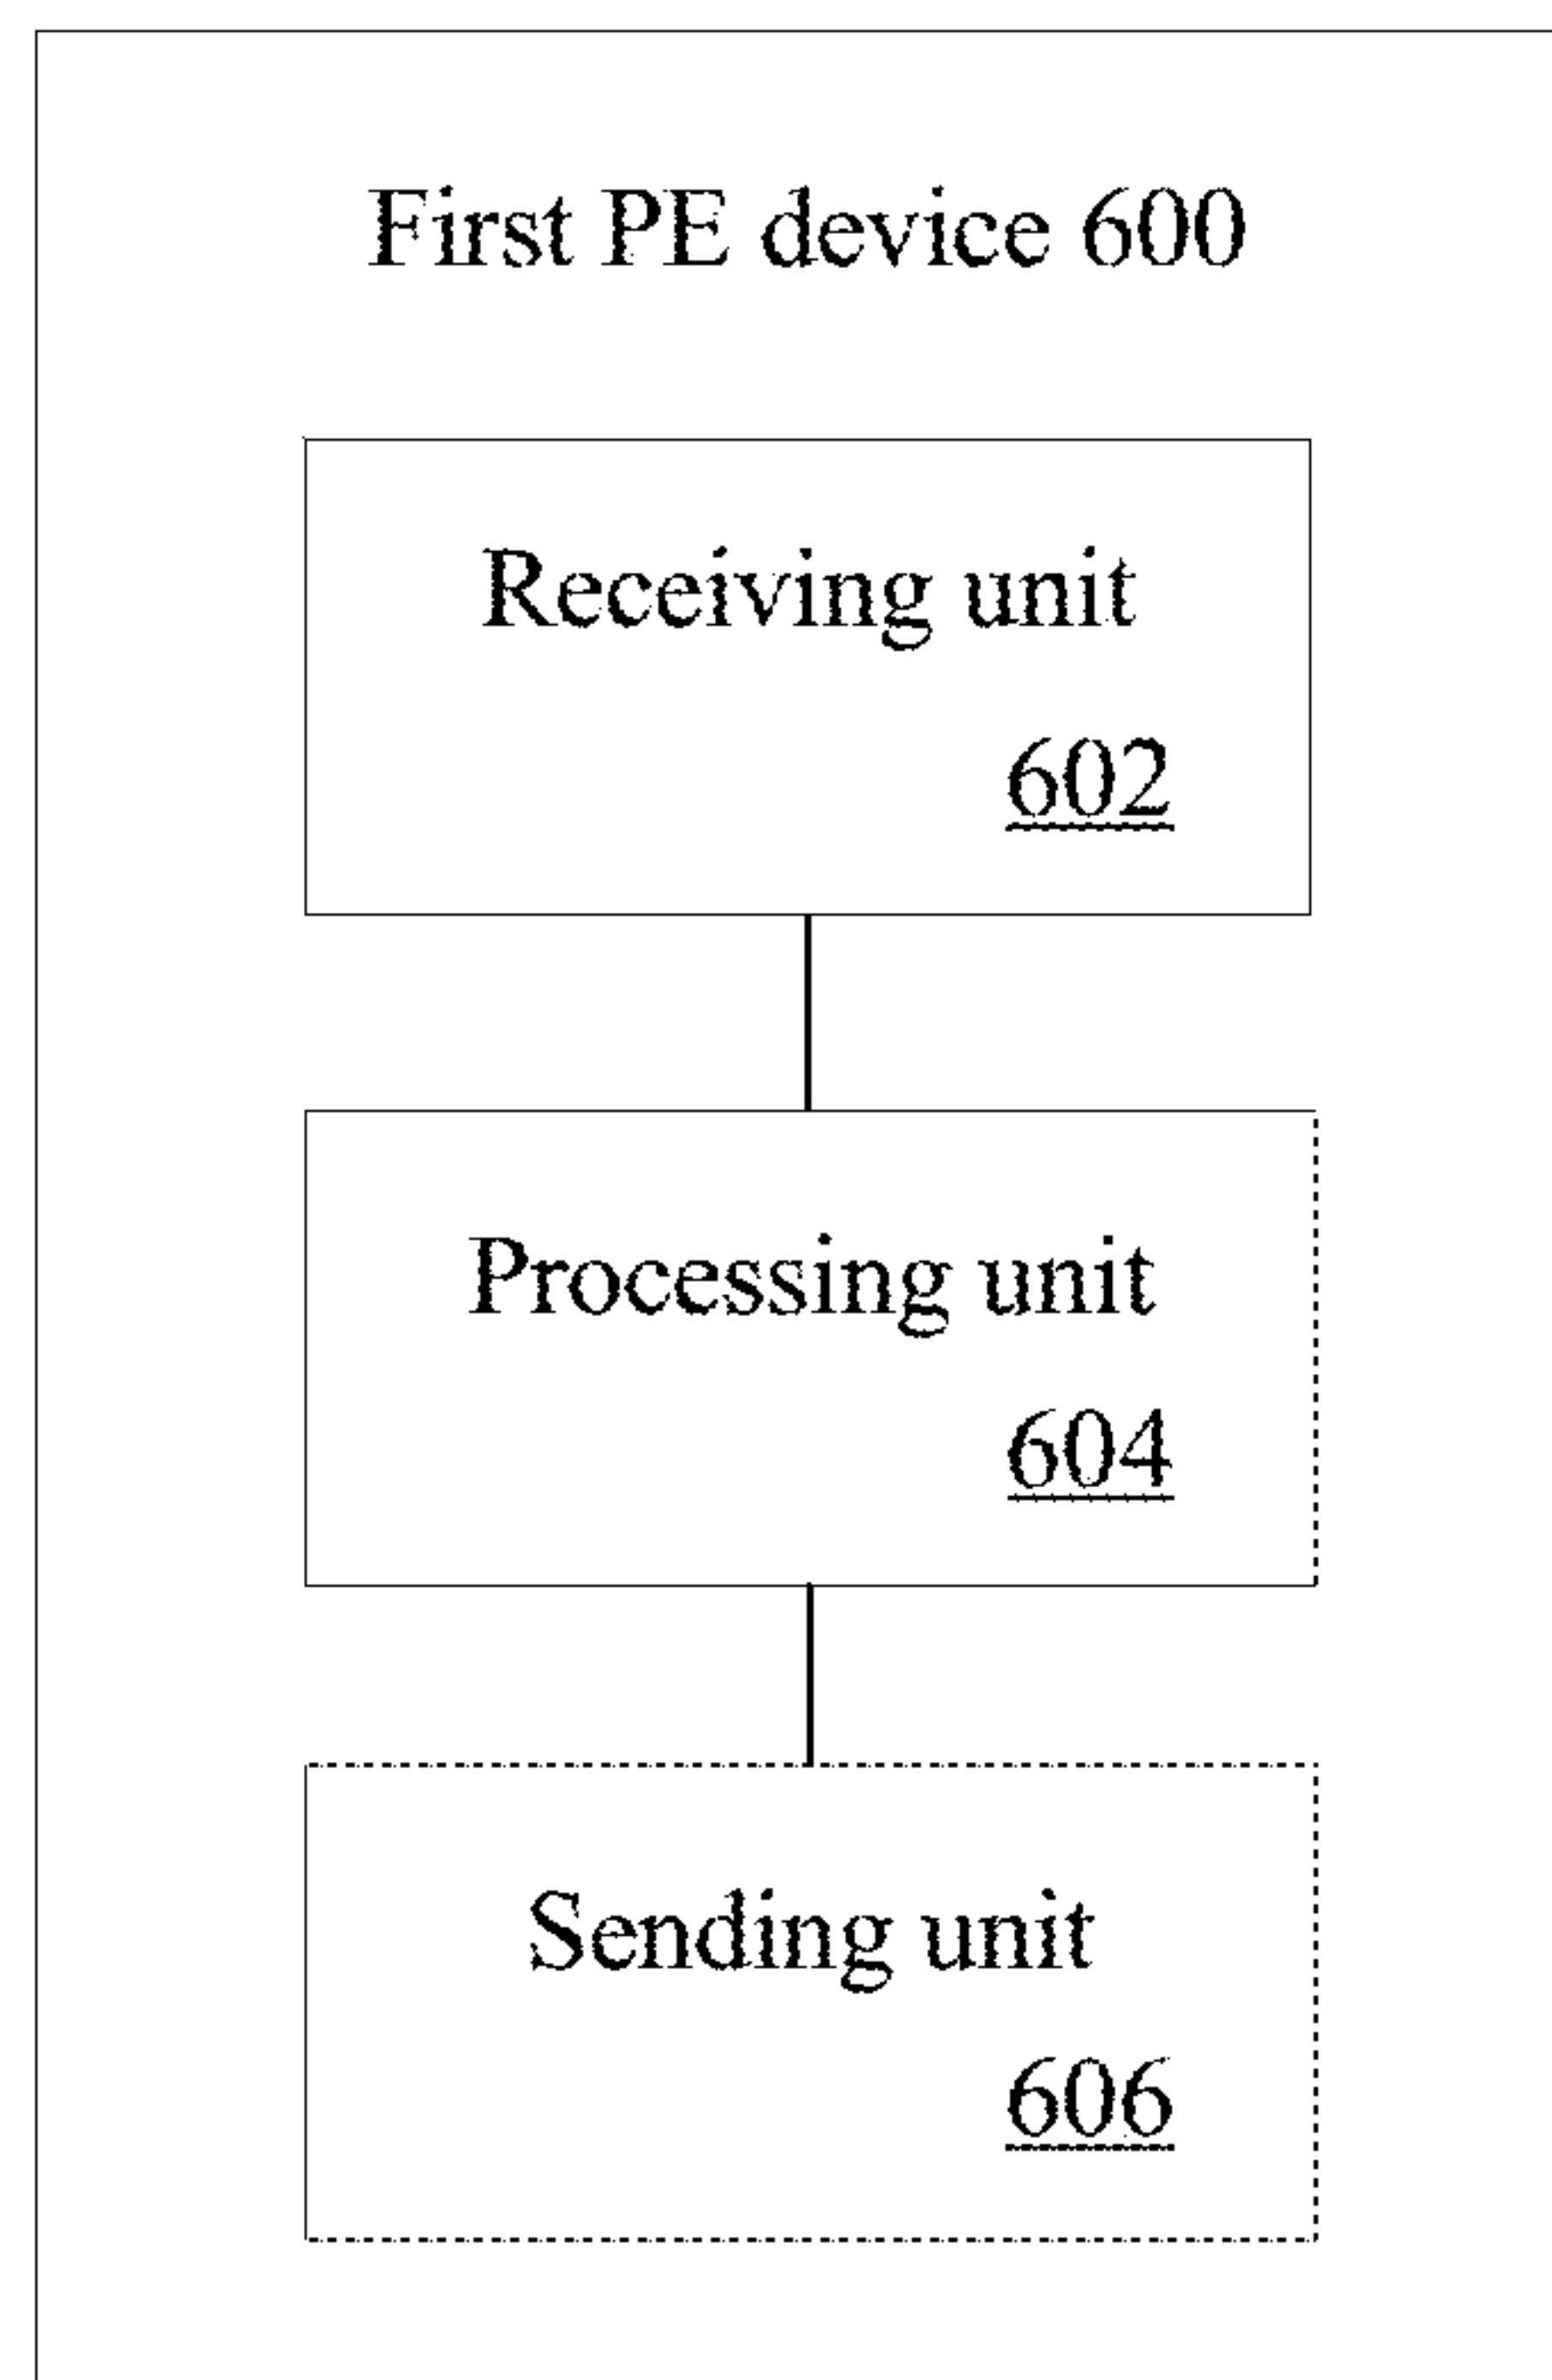 First PE device 600
Receiving unit
602
Processing unit
604
Sending unit
606